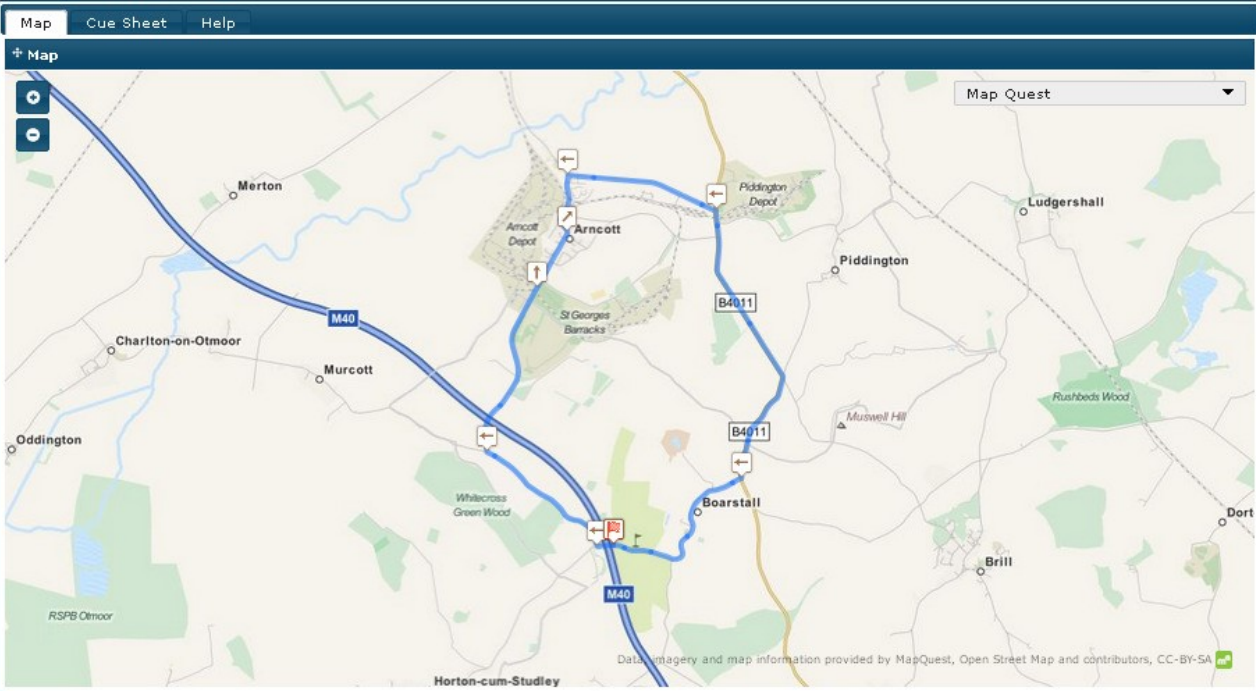 Map Cue Sheet Help
Map
Map Quest
Merton
Piddington
Depot
Ludgershall
Arncott
Depot
Arncott
Piddington
B4011
St Georges
Barracks
M40
Charlton-on-Otmoor
Murcott
Rushbeds Wood
Muswell Hill
B4011
Oddington
Whitecross
Green Wood
Boarstall
Dort
Brill
M40
RSPB Otmoor
Data, imagery and map information provided by MapQuest, Open Street Map and contributors, CC-BY-SA
Horton-cum-Studley